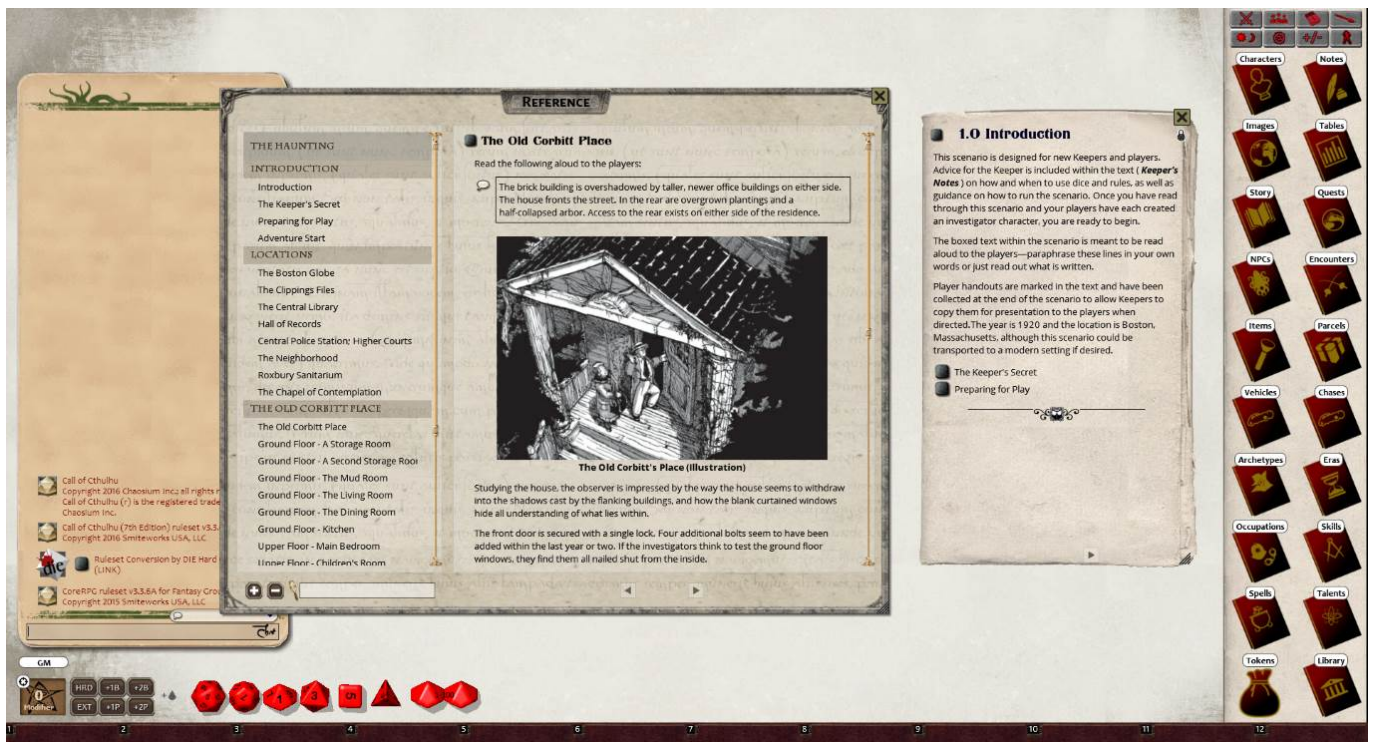 REFERENCE
THE HAUNTING
INTRODUCTION
Introduction
The Keeper's Secret
Preparing for Play
Adventure Start
LOCATIONS
The Boston Globe
The Clippings Files
The Central Library
Hall of Records
Central Police Station; Higher Courts
The Neighborhood
Roxbury Sanitarium
The Chapel of Contemplation
THE OLD CORBITT PLACE
The Old Corbitt Place
Ground Floor - A Storage Room
Ground Floor - A Second Storage Roo
Ground Floor - The Mud Room
Ground Floor - The Living Room
Ground Floor - The Dining Room
Ground Floor - Kitchen
Upper Floor - Main Bedroom
Upper Floor - Children's Room
The Old Corbitt Place
Read the following aloud to the players:
The brick building is overshadowed by taller, newer office buildings on either side.
The house fronts the street. In the rear are overgrown plantings and a
half-collapsed arbor. Access to the rear exists on either side of the residence.
The Old Corbitt's Place (Illustration)
Studying the house, the observer is impressed by the way the house seems to withdraw
into the shadows cast by the flanking buildings, and how the blank curtained windows
hide all understanding of what lies within.
The front door is secured with a single lock. Four additional bolts seem to have been
added within the last year or two. If the investigators think to test the ground floor
windows, they find them all nailed shut from the inside.
1.0 Introduction
This scenario is designed for new Keepers and players.
Advice for the Keeper is included within the text ( Keeper's
Notes ) on how and when to use dice and rules, as well as
guidance on how to run the scenario. Once you have read
through this scenario and your players have each created
an investigator character, you are ready to begin.
The boxed text within the scenario is meant to be read
aloud to the players—paraphrase these lines in your own
words or just read out what is written.
Player handouts are marked in the text and have been
collected at the end of the scenario to allow Keepers to
copy them for presentation to the players when
directed.The year is 1920 and the location is Boston,
Massachusetts, although this scenario could be
transported to a modern setting if desired.
The Keeper's Secret
Preparing for Play
Call of Cthulhu
Copyright 2016 Chaosium Inc.; all rights r
Call of Cthulhu (r) is the registered trade
Chaosium Inc.
Call of Cthulhu (7th Edition) ruleset v3.3.
Copyright 2016 Smiteworks USA, LLC
die
Ruleset Conversion by DIE Hard
(LINK)
CoreRPG ruleset v3.3.6A for Fantasy Grou
Copyright 2015 Smiteworks USA, LLC
Chat
GM
0
Modifier
HRD +1B +2B
EXT +1P +2P
+/-
Characters Notes
Images Tables
Story Quests
NPCs Encounters
Items Parcels
Vehicles Chases
Archetypes Eras
Occupations Skills
Spells Talents
Tokens Library
1 2 3 4 5 6 7 8 9 10 11 12